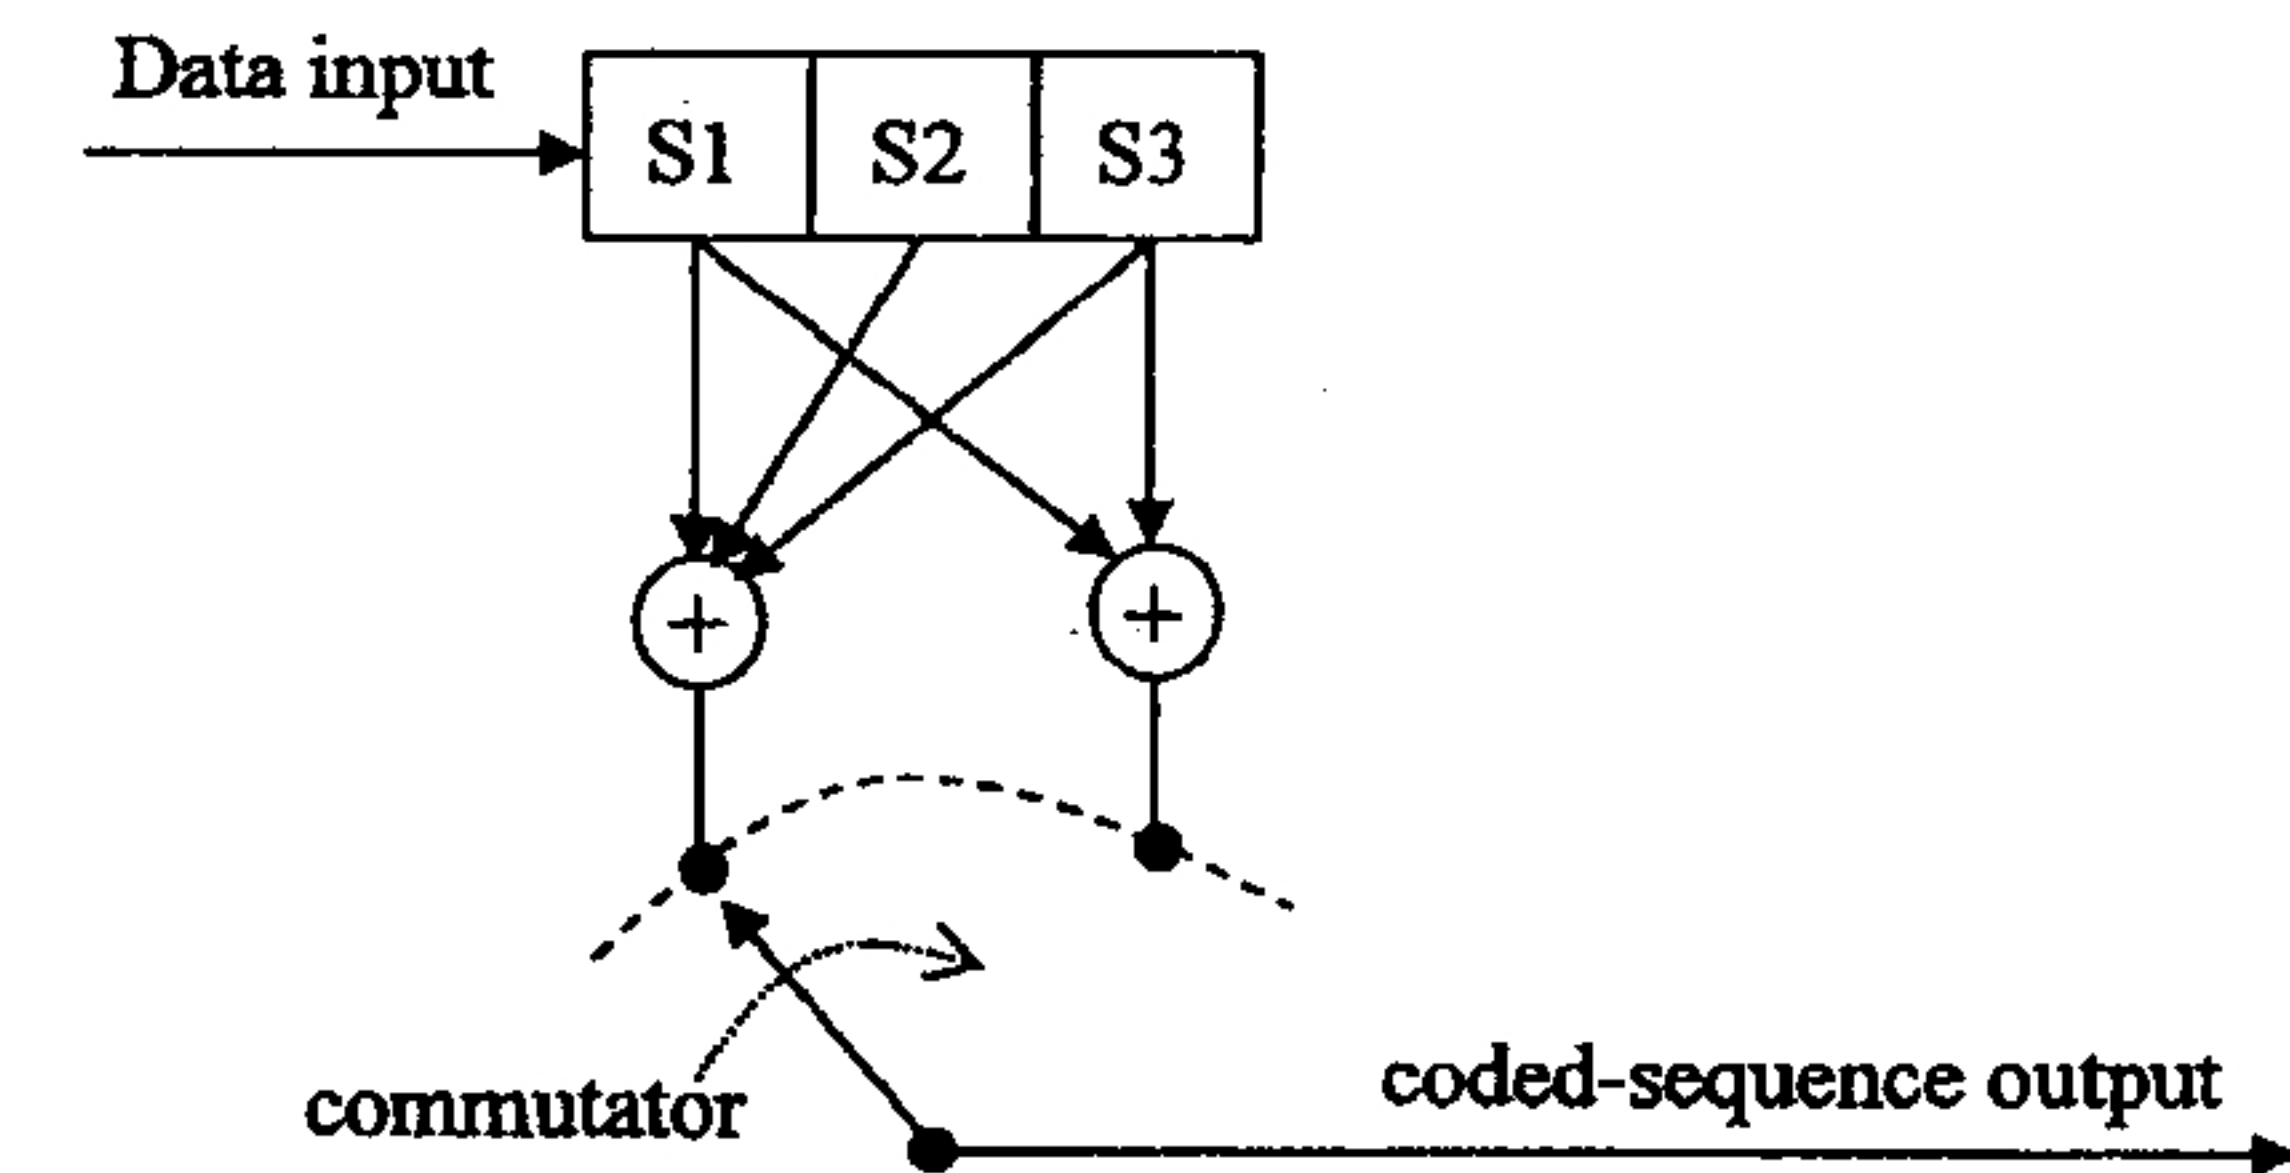 Data input
S1 S2 S3
+ +
commutator
coded-sequence output